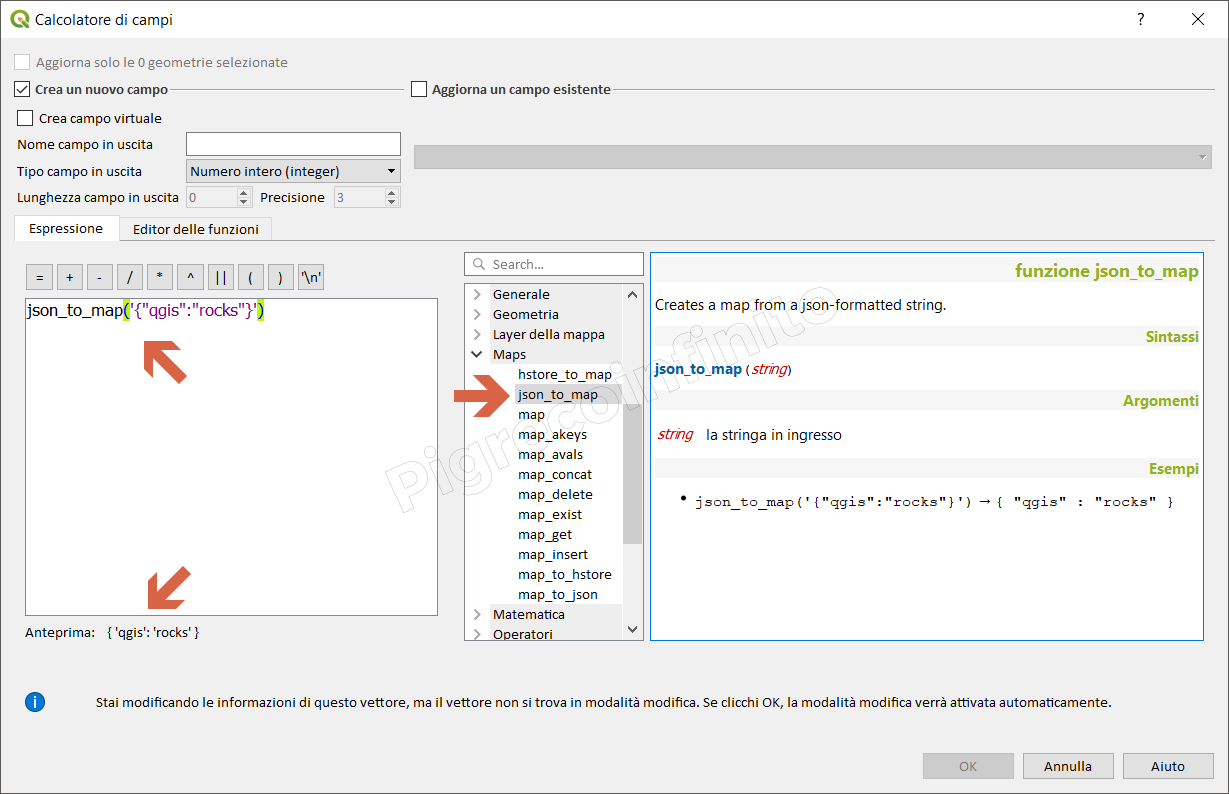 Calcolatore di campi
?
Aggiorna solo le 0 geometrie selezionate
Crea un nuovo campo
Aggiorna un campo esistente
Crea campo virtuale
Nome campo in uscita
Tipo campo in uscita Numero intero (integer)
Lunghezza campo in uscita 0 Precisione 3
Espressione Editor delle funzioni
= + - / * ^ || ( ) '\n'
json_to_map('{"qgis":"rocks"}')
Anteprima: { 'qgis': 'rocks' }
Search...
Generale
Geometria
Layer della mappa
Maps
hstore_to_map
json_to_map
map
map_akeys
map_avals
map_concat
map_delete
map_exist
map_get
map_insert
map_to_hstore
map_to_json
Matematica
Operatori
funzione json_to_map
Creates a map from a json-formatted string.
Sintassi
json_to_map (string)
Argomenti
string la stringa in ingresso
Esempi
• json_to_map('{"qgis":"rocks"}') → { "qgis" : "rocks" }
Pigrecoinfinito
Stai modificando le informazioni di questo vettore, ma il vettore non si trova in modalità modifica. Se clicchi OK, la modalità modifica verrà attivata automaticamente.
OK Annulla Aiuto